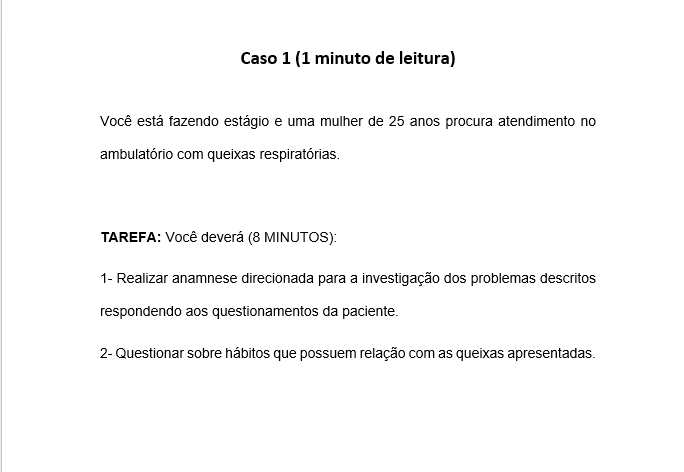 Caso 1 (1 minuto de leitura)
Você está fazendo estágio e uma mulher de 25 anos procura atendimento no
ambulatório com queixas respiratórias.
TAREFA: Você deverá (8 MINUTOS):
1- Realizar anamnese direcionada para a investigação dos problemas descritos
respondendo aos questionamentos da paciente.
2- Questionar sobre hábitos que possuem relação com as queixas apresentadas.